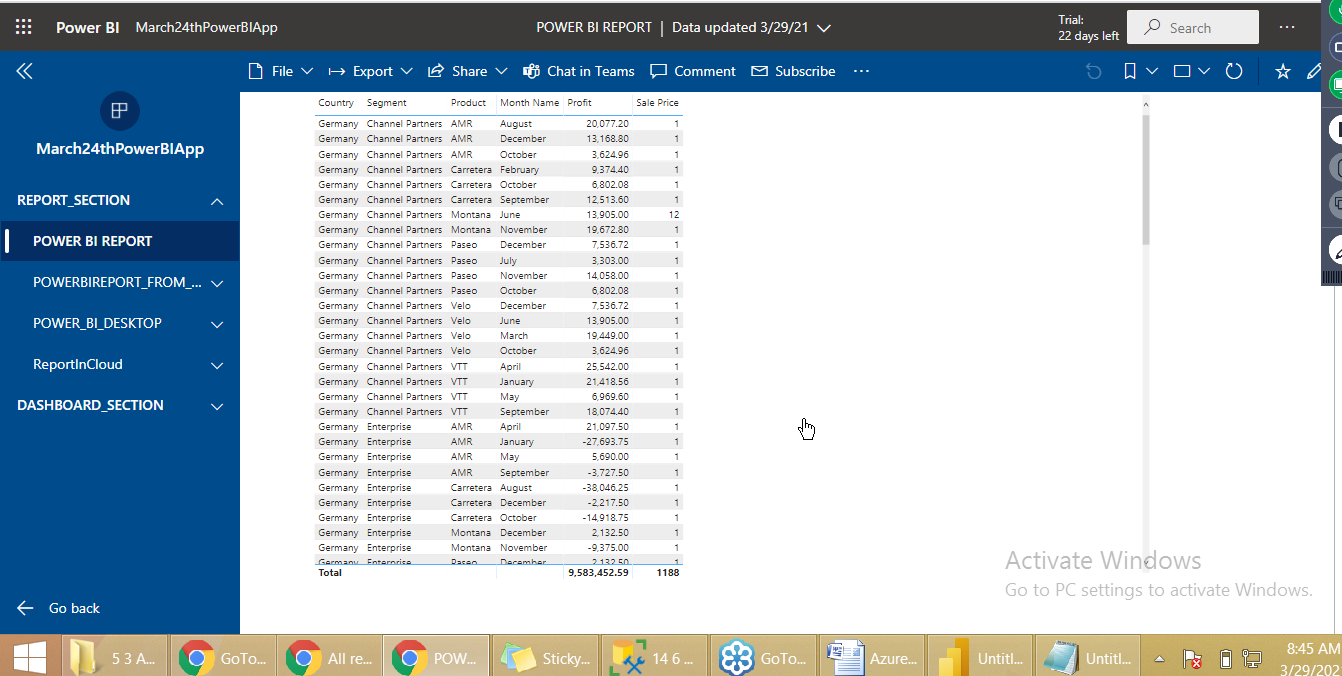 Power BI March24thPowerBIApp POWER BI REPORT | Data updated 3/29/21 Trial: 22 days left Search
File Export Share Chat in Teams Comment Subscribe
March24thPowerBIApp
REPORT_SECTION
POWER BI REPORT
POWERBIREPORT_FROM_...
POWER_BI_DESKTOP
ReportInCloud
DASHBOARD_SECTION
Go back
Country Segment Product Month Name Profit Sale Price
Germany Channel Partners AMR August 20,077.20 1
Germany Channel Partners AMR December 13,168.80 1
Germany Channel Partners AMR October 3,624.96 1
Germany Channel Partners Carretera February 9,374.40 1
Germany Channel Partners Carretera October 6,802.08 1
Germany Channel Partners Carretera September 12,513.60 1
Germany Channel Partners Montana June 13,905.00 12
Germany Channel Partners Montana November 19,672.80 1
Germany Channel Partners Paseo December 7,536.72 1
Germany Channel Partners Paseo July 3,303.00 1
Germany Channel Partners Paseo November 14,058.00 1
Germany Channel Partners Paseo October 6,802.08 1
Germany Channel Partners Velo December 7,536.72 1
Germany Channel Partners Velo June 13,905.00 1
Germany Channel Partners Velo March 19,449.00 1
Germany Channel Partners Velo October 3,624.96 1
Germany Channel Partners VTT April 25,542.00 1
Germany Channel Partners VTT January 21,418.56 1
Germany Channel Partners VTT May 6,969.60 1
Germany Channel Partners VTT September 18,074.40 1
Germany Enterprise AMR April 21,097.50 1
Germany Enterprise AMR January -27,693.75 1
Germany Enterprise AMR May 5,690.00 1
Germany Enterprise AMR September -3,727.50 1
Germany Enterprise Carretera August -38,046.25 1
Germany Enterprise Carretera December -2,217.50 1
Germany Enterprise Carretera October -14,918.75 1
Germany Enterprise Montana December 2,132.50 1
Germany Enterprise Montana November -9,375.00 1
Germany Enterprise Paseo December 2,132.50 1
Total 9,583,452.59 1188
Activate Windows
Go to PC settings to activate Windows.
5 3 A... GoTo... All re... POW... Sticky... 14 6 ... GoTo... Azure... Untitl... Untitl... 8:45 AM
3/29/202